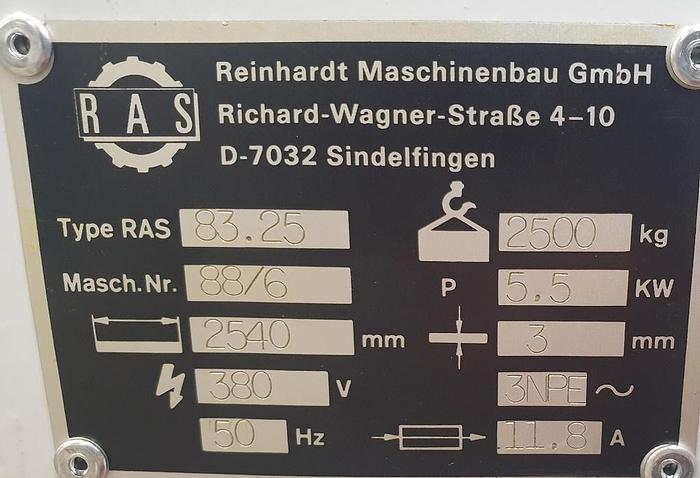 RAS
Reinhardt Maschinenbau GmbH
Richard-Wagner-Straße 4-10
D-7032 Sindelfingen
Type RAS 83.25 2500 kg
Masch.Nr. 88/6 P 5.5 KW
2540 mm 3 mm
380 V 3NPE ~
50 Hz 11,8 A